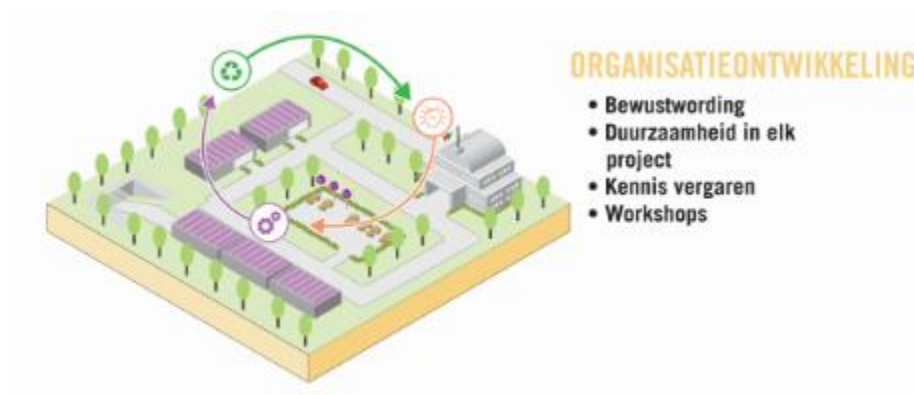 ORGANISATIEONTWIKKELING
• Bewustwording
• Duurzaamheid in elk
project
• Kennis vergaren
• Workshops